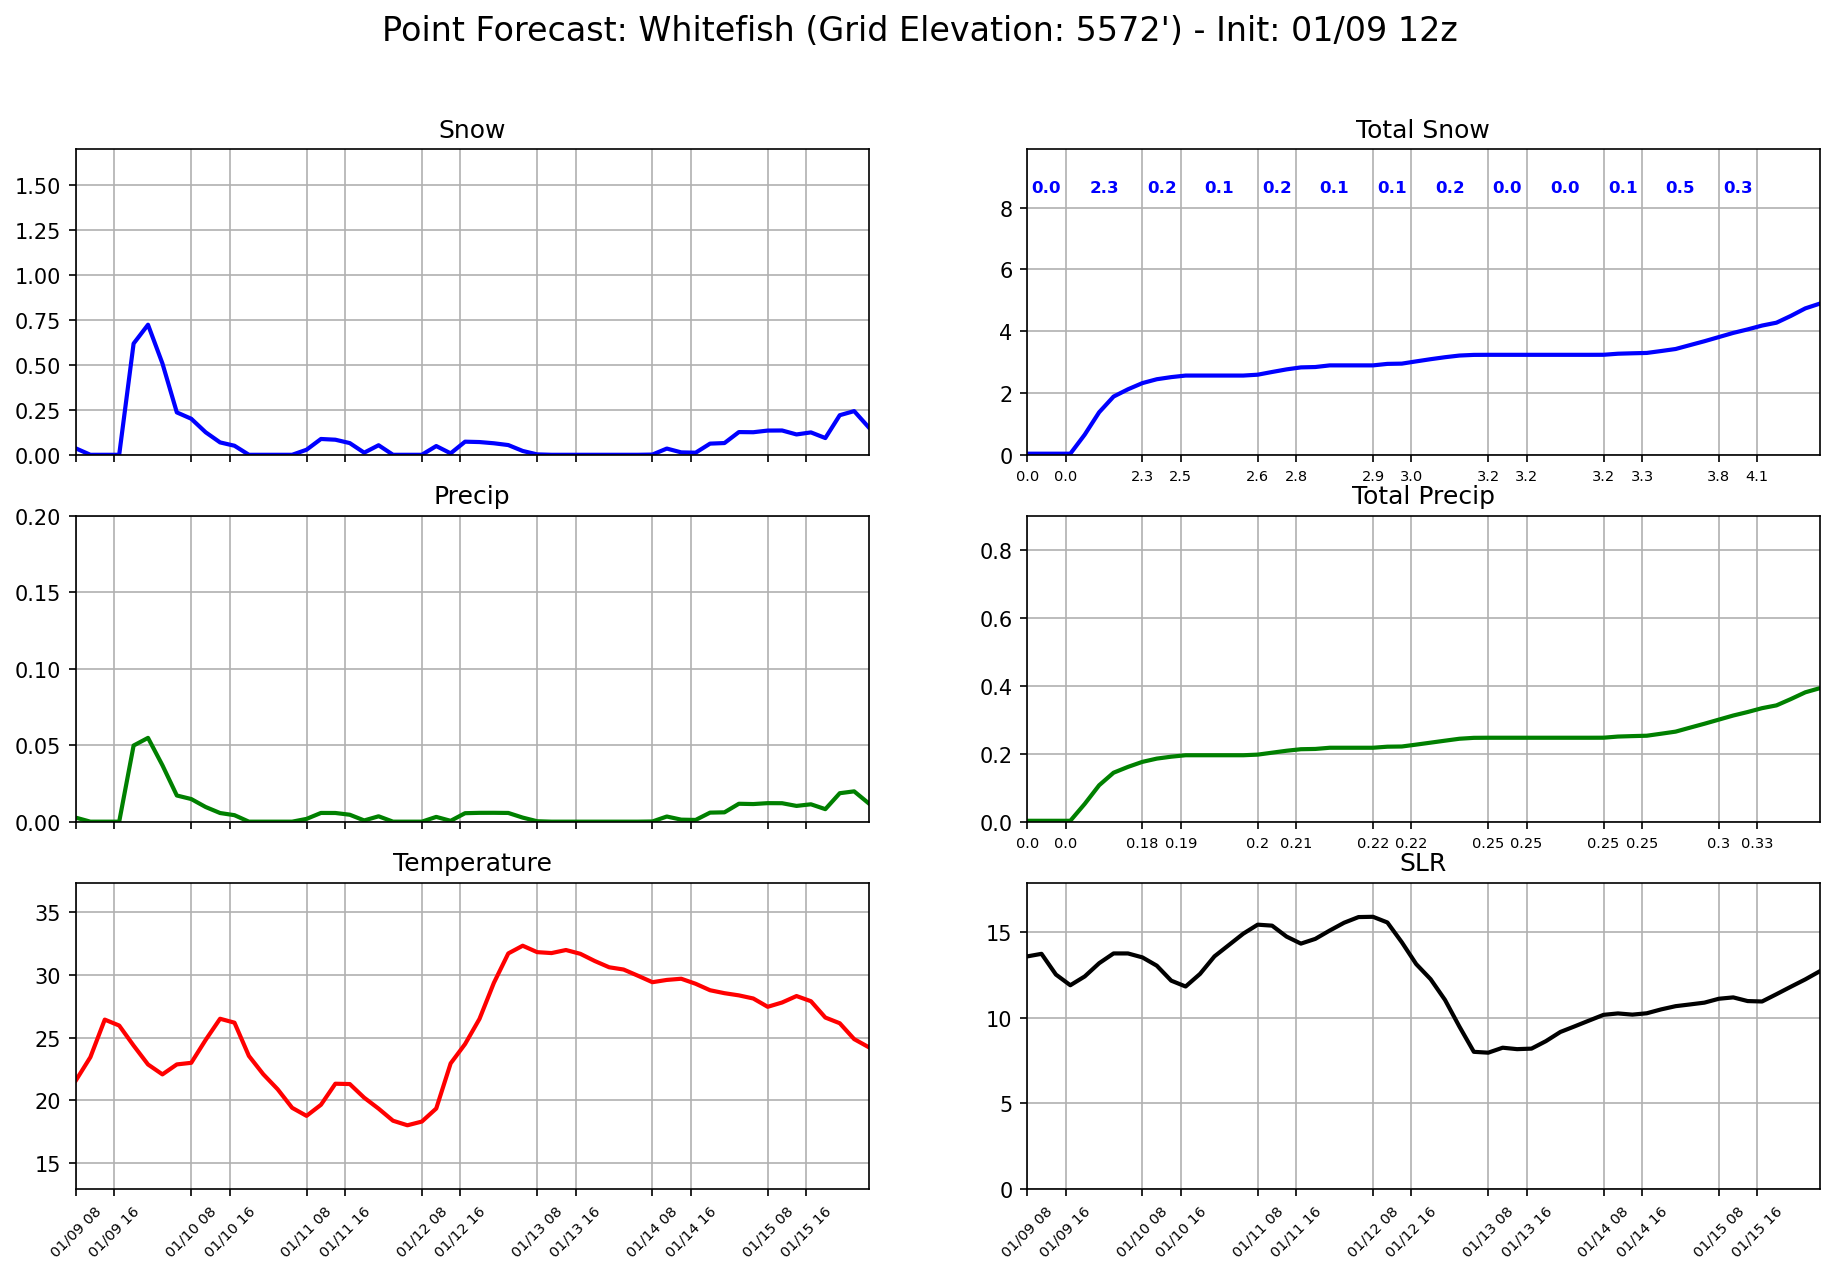 Point Forecast: Whitefish (Grid Elevation: 5572') - Init: 01/09 12z
Snow
1.50
1.25
1.00
0.75
0.50
0.25
0.00
Total Snow
0.0 2.3 0.2 0.1 0.2 0.1 0.1 0.2 0.0 0.0 0.1 0.5 0.3
8
6
4
2
0
0.0 0.0 2.3 2.5 2.6 2.8 2.9 3.0 3.2 3.2 3.2 3.3 3.8 4.1
Precip
0.20
0.15
0.10
0.05
0.00
Total Precip
0.8
0.6
0.4
0.2
0.0
0.0 0.0 0.18 0.19 0.2 0.21 0.22 0.22 0.25 0.25 0.25 0.25 0.3 0.33
Temperature
35
30
25
20
15
01/09 08 01/09 16 01/10 08 01/10 16 01/11 08 01/11 16 01/12 08 01/12 16 01/13 08 01/13 16 01/14 08 01/14 16 01/15 08 01/15 16
SLR
15
10
5
0
01/09 08 01/09 16 01/10 08 01/10 16 01/11 08 01/11 16 01/12 08 01/12 16 01/13 08 01/13 16 01/14 08 01/14 16 01/15 08 01/15 16